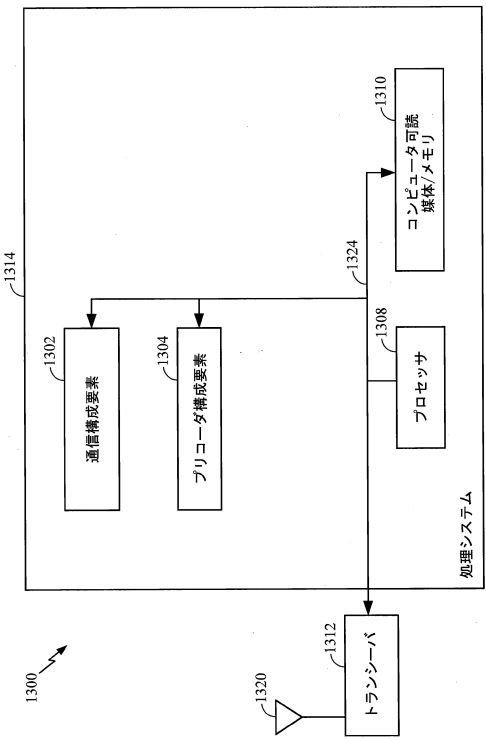 1300
1314
1302
通信構成要素
1304
プリコーダ構成要素
1324
1310
コンピュータ可読
媒体/メモリ
1308
プロセッサ
処理システム
1320
1312
トランシーバ